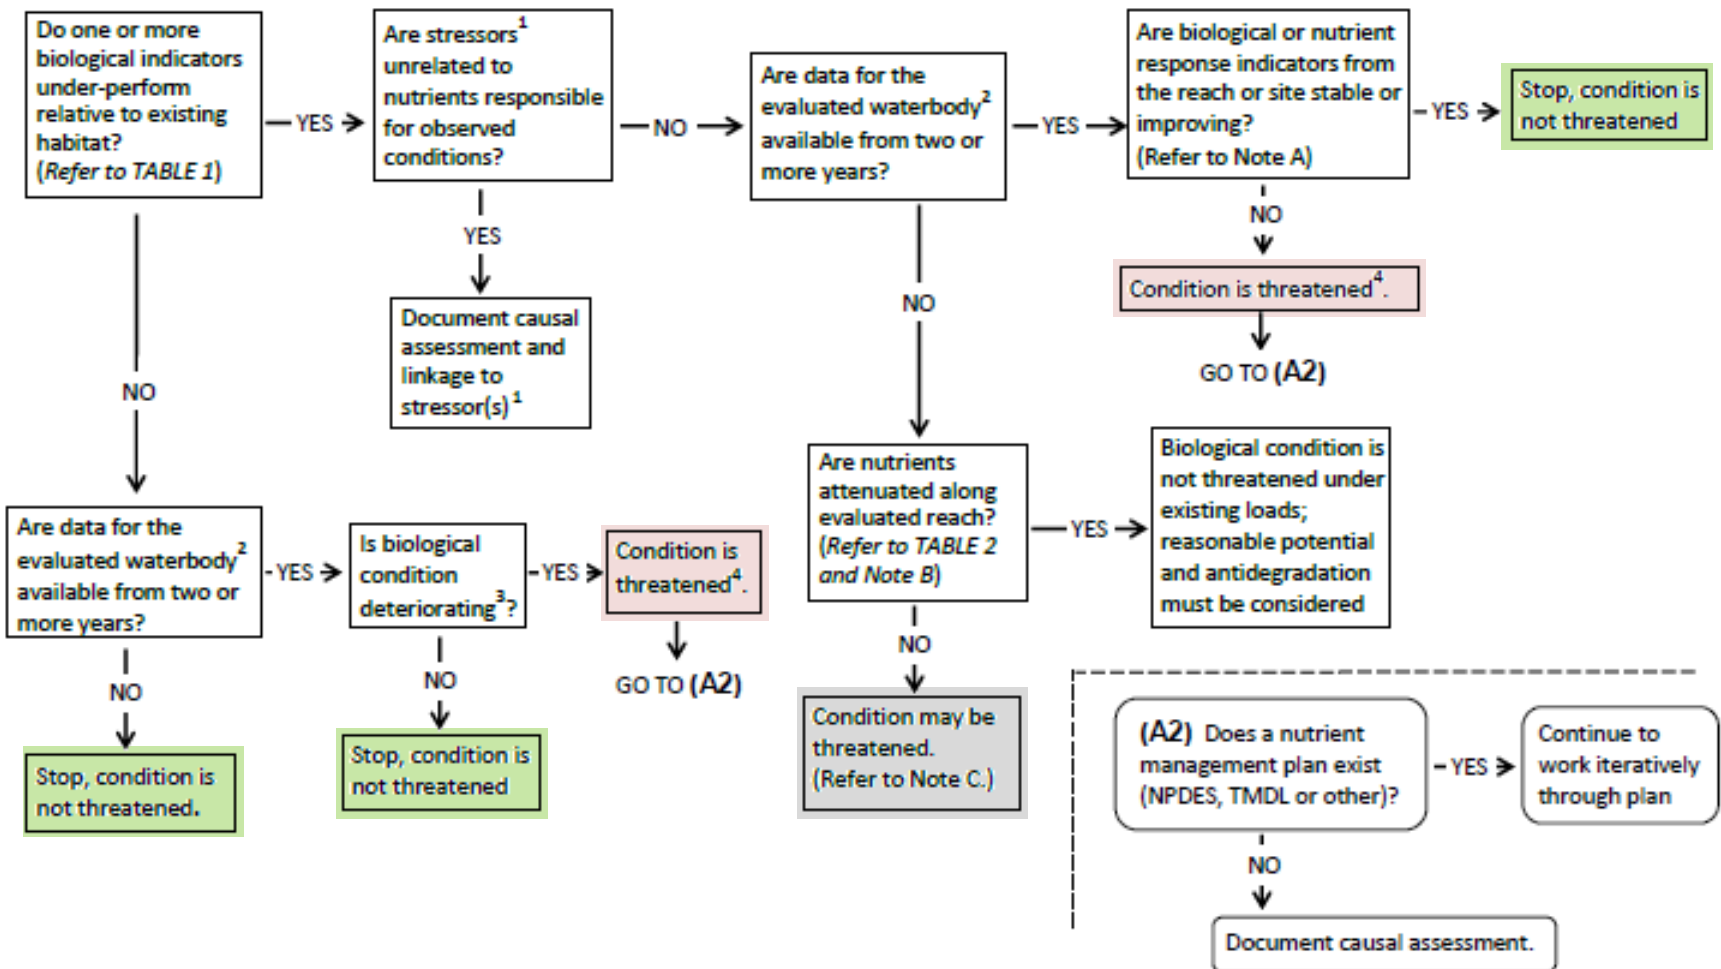 Do one or more
biological indicators
under-perform
relative to existing
habitat?
(Refer to TABLE 1)
YES
Are stressors1
unrelated to
nutrients responsible
for observed
conditions?
NO
Are data for the
evaluated waterbody2
available from two or
more years?
YES
Are biological or nutrient
response indicators from
the reach or site stable or
improving?
(Refer to Note A)
YES
Stop, condition is
not threatened
NO
Condition is threatened4.
GO TO (A2)
YES
Document causal
assessment and
linkage to
stressor(s)1
NO
NO
Are nutrients
attenuated along
evaluated reach?
(Refer to TABLE 2
and Note B)
YES
Biological condition is
not threatened under
existing loads;
reasonable potential
and antidegradation
must be considered
NO
Condition may be
threatened.
(Refer to Note C.)
Are data for the
evaluated waterbody2
available from two or
more years?
YES
Is biological
condition
deteriorating3?
YES
Condition is
threatened4.
GO TO (A2)
NO
Stop, condition is
not threatened.
NO
Stop, condition is
not threatened
(A2) Does a nutrient
management plan exist
(NPDES, TMDL or other)?
YES
Continue to
work iteratively
through plan
NO
Document causal assessment.